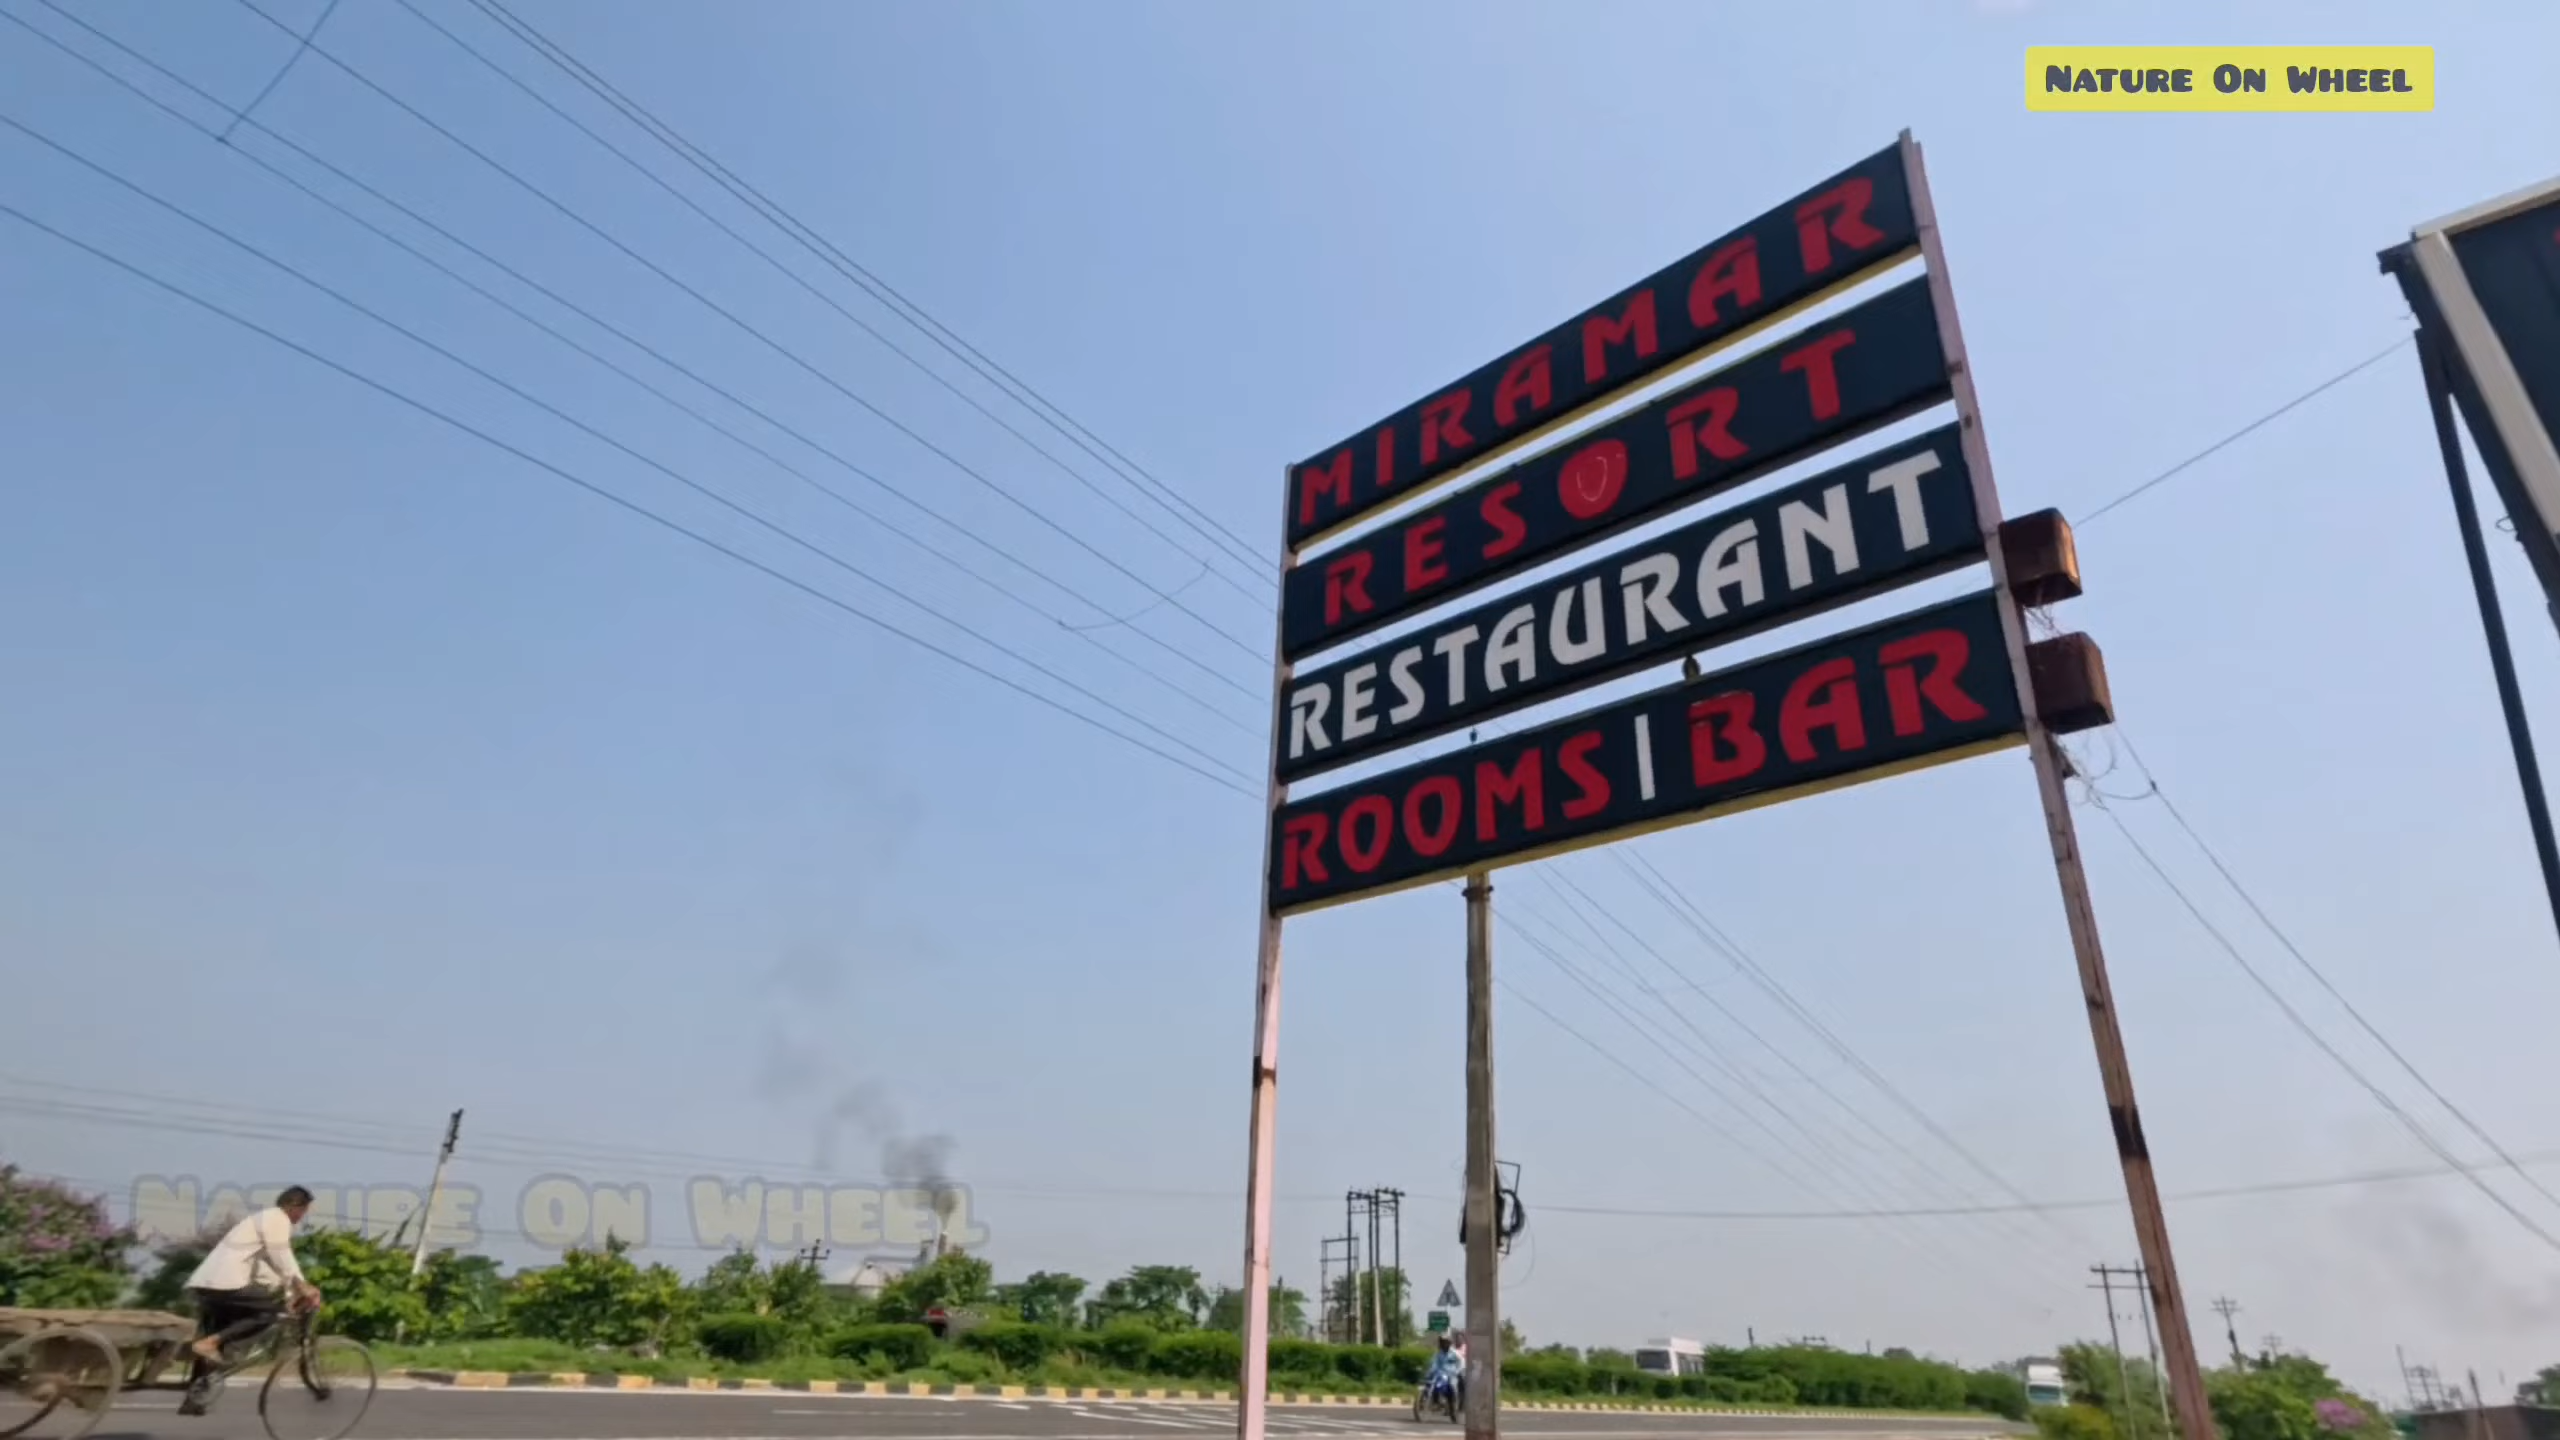 NATURE ON WHEEL
MIRAMAR
RESORT
RESTAURANT
ROOMS | BAR
NATURE ON WHEEL